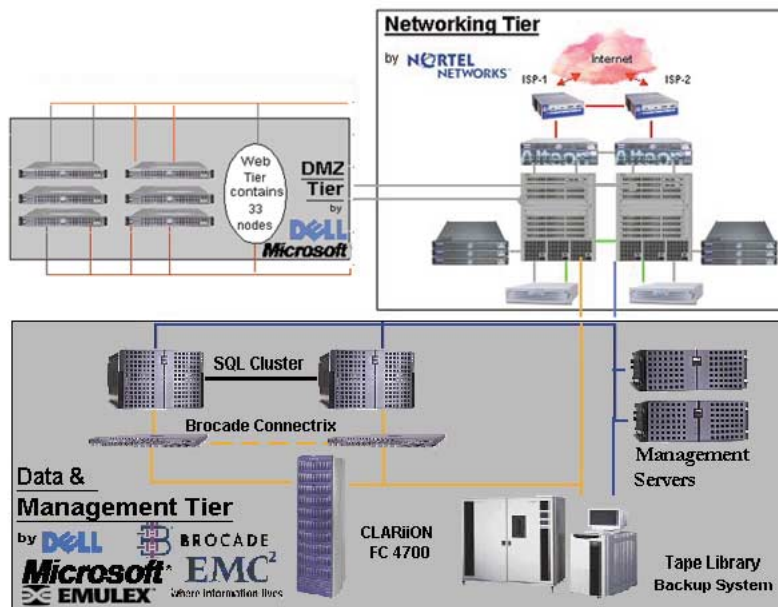 Networking Tier
by NORTEL
NETWORKS™
Internet
ISP-1
ISP-2
Alteon
Alteon
Web
Tier
contains
33
nodes
DMZ
Tier
by
DELL
Microsoft
SQL Cluster
Brocade Connectrix
Management
Servers
Data &
Management Tier
by DELL
BROCADE
Microsoft®
EMC²
where information lives
EMULEX™
CLARiiON
FC 4700
Tape Library
Backup System